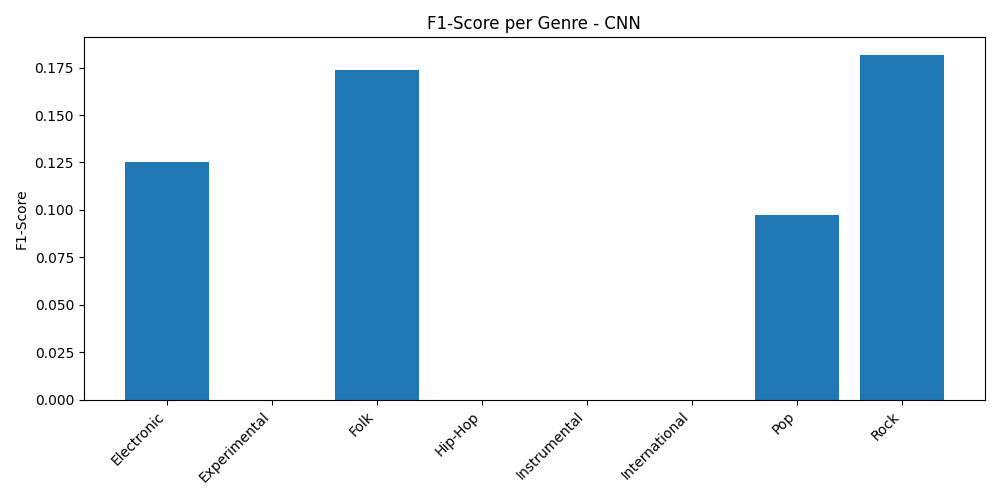 F1-Score per Genre - CNN
F1-Score
0.175
0.150
0.125
0.100
0.075
0.050
0.025
0.000
Electronic
Experimental
Folk
Hip-Hop
Instrumental
International
Pop
Rock